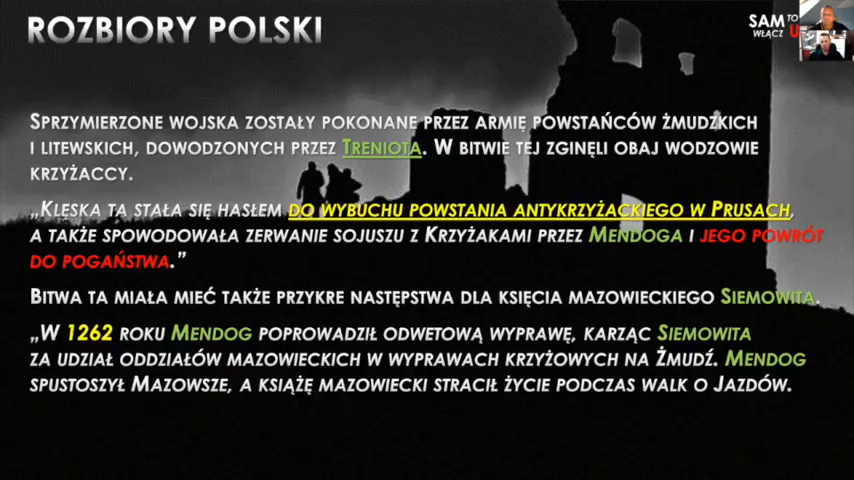 ROZBIORY POLSKI
SAM TO
WŁĄCZ U
SPRZYMIERZONE WOJSKA ZOSTAŁY POKONANE PRZEZ ARMIĘ POWSTAŃCÓW ŻMUDZKICH
I LITEWSKICH, DOWODZONYCH PRZEZ TRENIOTA. W BITWIE TEJ ZGINĘLI OBAJ WODZOWIE
KRZYŻACCY.
„KLĘSKA TA STAŁA SIĘ HASŁEM DO WYBUCHU POWSTANIA ANTYKRZYŻACKIEGO W PRUSACH,
A TAKŻE SPOWODOWAŁA ZERWANIE SOJUSZU Z KRZYŻAKAMI PRZEZ MENDOGA I JEGO POWRÓT
DO POGAŃSTWA.”
BITWA TA MIAŁA MIEĆ TAKŻE PRZYKRE NASTĘPSTWA DLA KSIĘCIA MAZOWIECKIEGO SIEMOWITA.
„W 1262 ROKU MENDOG POPROWADZIŁ ODWETOWĄ WYPRAWĘ, KARZĄC SIEMOWITA
ZA UDZIAŁ ODDZIAŁÓW MAZOWIECKICH W WYPRAWACH KRZYŻOWYCH NA ŻMUDŹ. MENDOG
SPUSTOSZYŁ MAZOWSZE, A KSIĄŻĘ MAZOWIECKI STRACIŁ ŻYCIE PODCZAS WALK O JAZDÓW.